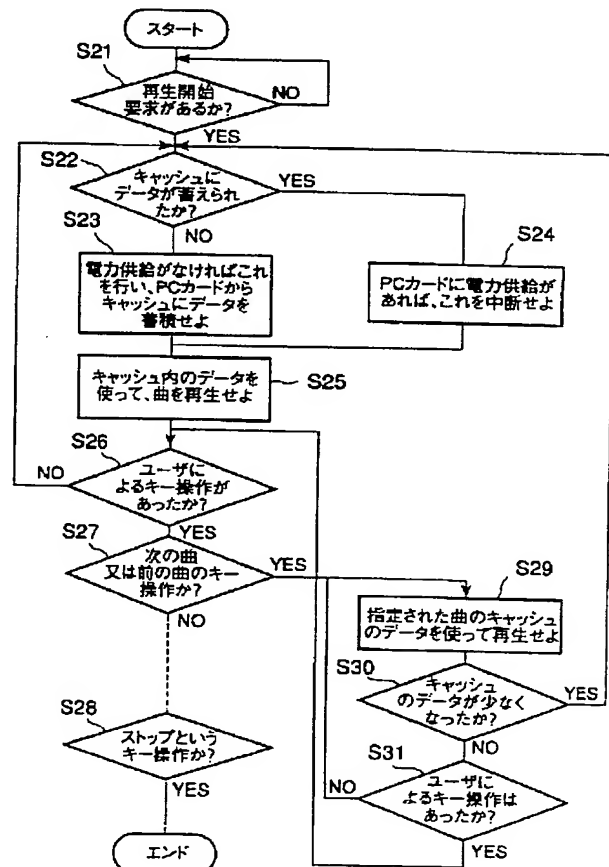 スタート
S21
再生開始
要求があるか?
NO
YES
S22
キャッシュに
データが蓄えられ
たか?
YES
NO
S23
電力供給がなければこれ
を行い、PCカードから
キャッシュにデータを
蓄積せよ
S24
PCカードに電力供給が
あれば、これを中断せよ
キャッシュ内のデータを
使って、曲を再生せよ
S25
S26
NO
ユーザに
よるキー操作が
あったか?
YES
S27
次の曲
又は前の曲のキー
操作か?
YES
NO
S29
指定された曲のキャッシュ
のデータを使って再生せよ
S30
キャッシュ
のデータが少なく
なったか?
YES
NO
S28
ストップという
キー操作か?
YES
S31
NO
ユーザに
よるキー操作は
あったか?
YES
エンド